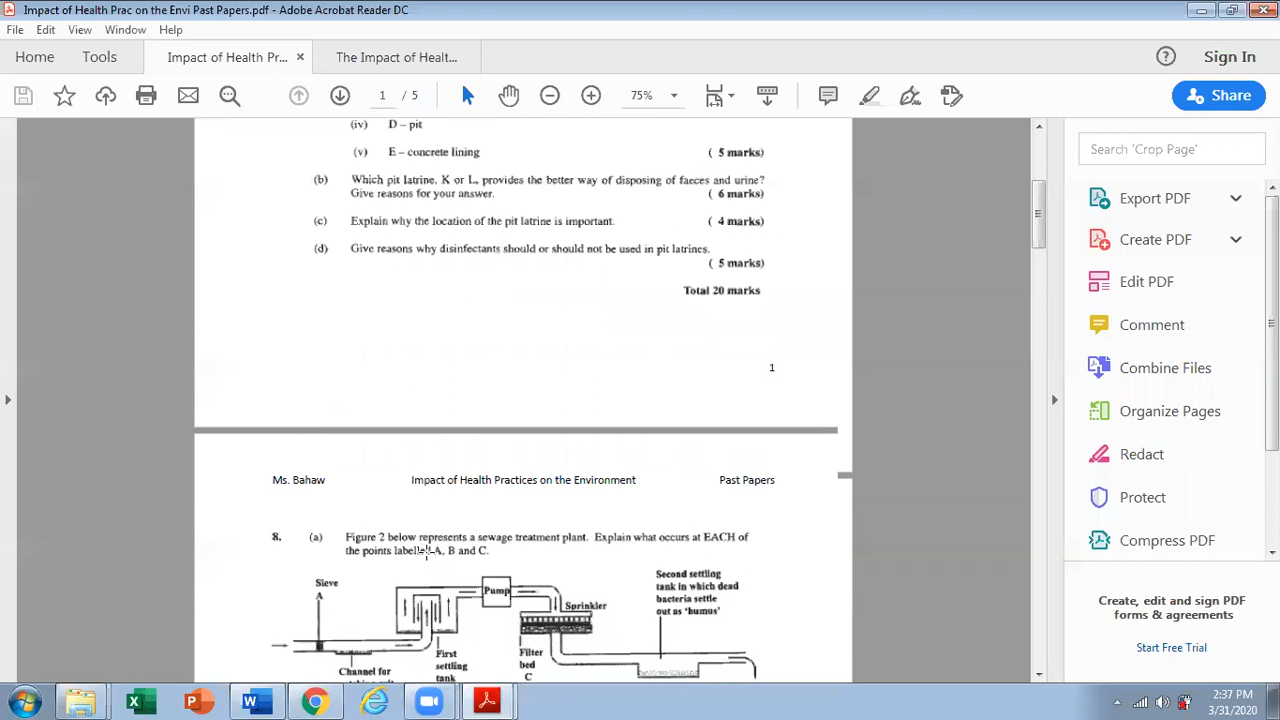 Impact of Health Prac on the Envi Past Papers.pdf - Adobe Acrobat Reader DC
File Edit View Window Help
Home Tools Impact of Health Pr... × The Impact of Healt... ? Sign In
1 / 5 75% Share
(iv) D – pit
(v) E – concrete lining ( 5 marks)
(b) Which pit latrine, K or L, provides the better way of disposing of faeces and urine?
Give reasons for your answer. ( 6 marks)
(c) Explain why the location of the pit latrine is important. ( 4 marks)
(d) Give reasons why disinfectants should or should not be used in pit latrines.
( 5 marks)
Total 20 marks
1
Ms. Bahaw Impact of Health Practices on the Environment Past Papers
8. (a) Figure 2 below represents a sewage treatment plant. Explain what occurs at EACH of
the points labelled A, B and C.
Sieve
A
Pump
Sprinkler
Second settling
tank in which dead
bacteria settle
out as 'humus'
Channel for
First
settling
tank
Filter
bed
C
Search 'Crop Page'
Export PDF
Create PDF
Edit PDF
Comment
Combine Files
Organize Pages
Redact
Protect
Compress PDF
Create, edit and sign PDF
forms & agreements
Start Free Trial
2:37 PM
3/31/2020